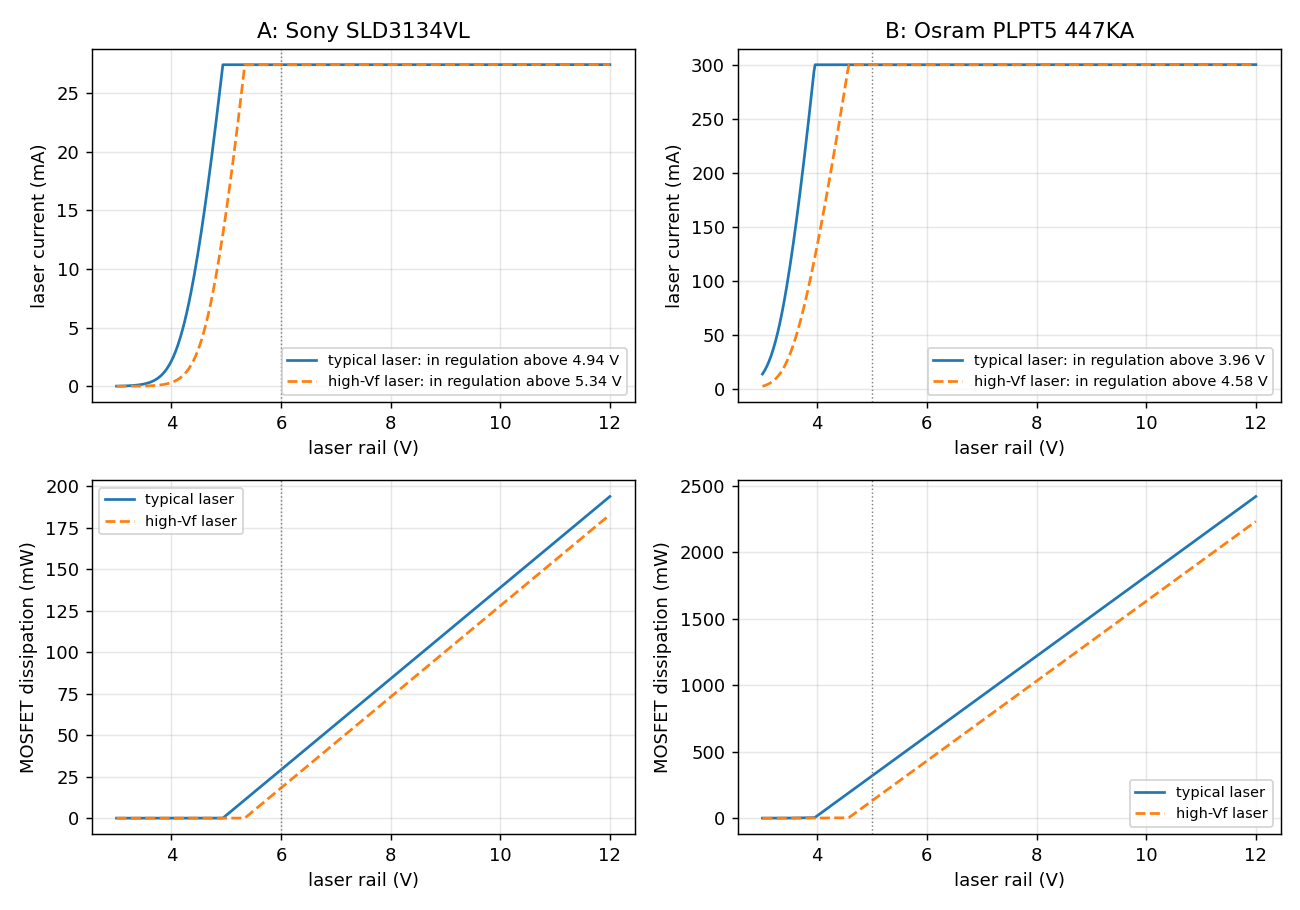 A: Sony SLD3134VL
laser current (mA)
25
20
15
10
5
0
typical laser: in regulation above 4.94 V
high-Vf laser: in regulation above 5.34 V
4 6 8 10 12
laser rail (V)
B: Osram PLPT5 447KA
laser current (mA)
300
250
200
150
100
50
0
typical laser: in regulation above 3.96 V
high-Vf laser: in regulation above 4.58 V
4 6 8 10 12
laser rail (V)
MOSFET dissipation (mW)
200
175
150
125
100
75
50
25
0
typical laser
high-Vf laser
4 6 8 10 12
laser rail (V)
MOSFET dissipation (mW)
2500
2000
1500
1000
500
0
typical laser
high-Vf laser
4 6 8 10 12
laser rail (V)